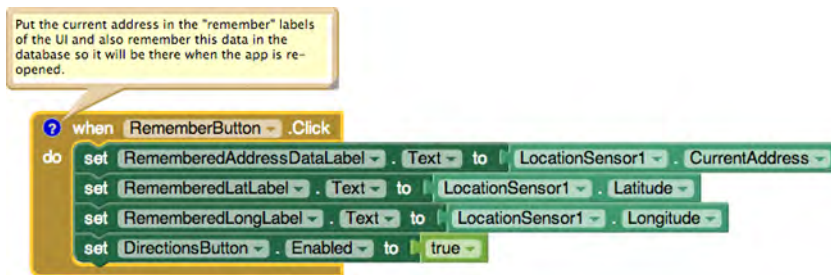 Put the current address in the "remember" labels
of the UI and also remember this data in the
database so it will be there when the app is re-
opened.
? when RememberButton .Click
do set RememberedAddressDataLabel . Text to LocationSensor1 . CurrentAddress
set RememberedLatLabel . Text to LocationSensor1 . Latitude
set RememberedLongLabel . Text to LocationSensor1 . Longitude
set DirectionsButton . Enabled to true